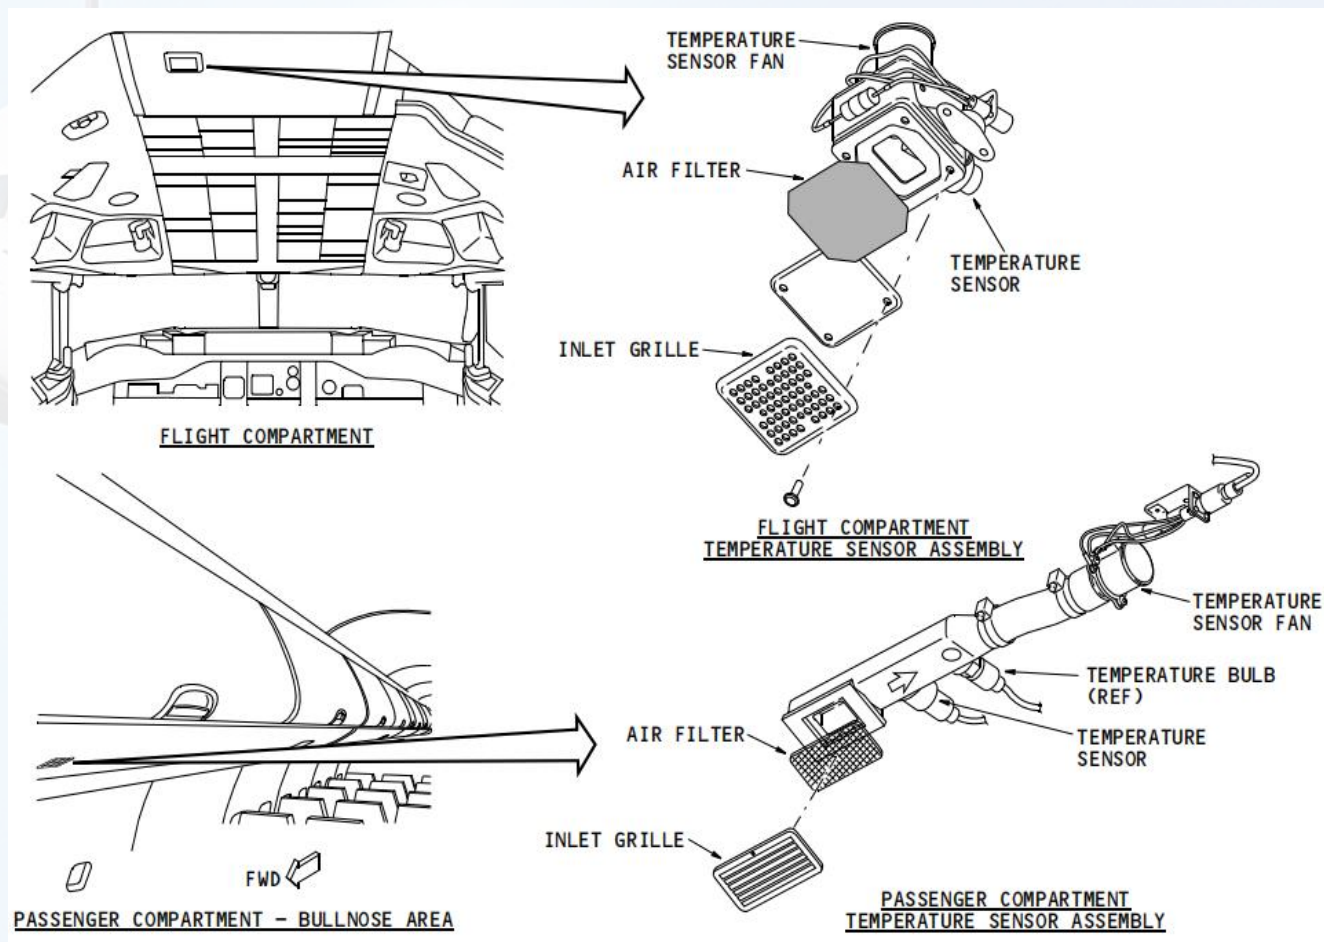 TEMPERATURE
SENSOR FAN
AIR FILTER
TEMPERATURE
SENSOR
INLET GRILLE
FLIGHT COMPARTMENT
FLIGHT COMPARTMENT
TEMPERATURE SENSOR ASSEMBLY
TEMPERATURE
SENSOR FAN
TEMPERATURE BULB
(REF)
AIR FILTER
TEMPERATURE
SENSOR
INLET GRILLE
FWD
PASSENGER COMPARTMENT - BULLNOSE AREA
PASSENGER COMPARTMENT
TEMPERATURE SENSOR ASSEMBLY